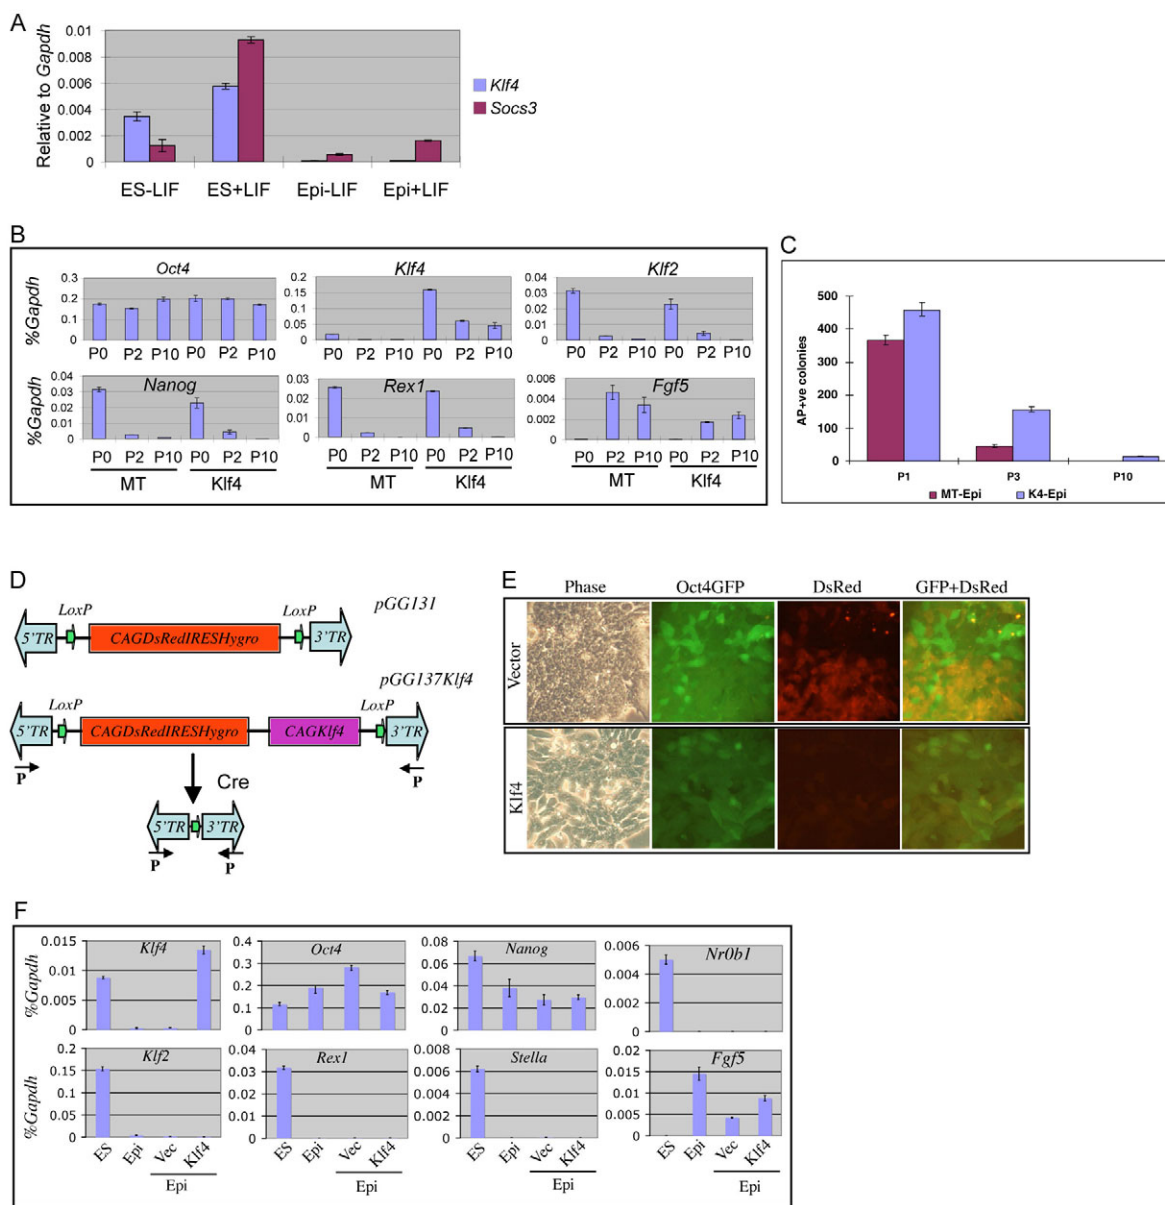 A
Relative to Gapdh
0.01
0.008
0.006
0.004
0.002
0
ES-LIF ES+LIF Epi-LIF Epi+LIF
Klf4
Socs3
B
%Gapdh
Oct4
0.3
0.2
0.1
0
P0 P2 P10 P0 P2 P10
Klf4
0.2
0.15
0.1
0.05
0
P0 P2 P10 P0 P2 P10
Klf2
0.04
0.03
0.02
0.01
0
P0 P2 P10 P0 P2 P10
%Gapdh
Nanog
0.04
0.03
0.02
0.01
0
P0 P2 P10 P0 P2 P10
MT Klf4
Rex1
0.03
0.02
0.01
0
P0 P2 P10 P0 P2 P10
MT Klf4
Fgf5
0.006
0.004
0.002
0
P0 P2 P10 P0 P2 P10
MT Klf4
C
AP+ve colonies
500
400
300
200
100
0
P1 P3 P10
MT-Epi K4-Epi
D
LoxP LoxP pGG131
5'TR CAGDsRedIRESHygro 3'TR
pGG137Klf4
LoxP LoxP
5'TR CAGDsRedIRESHygro CAGKlf4 3'TR
P P
Cre
5'TR 3'TR
P P
E
Phase Oct4GFP DsRed GFP+DsRed
Vector
Klf4
F
%Gapdh
Klf4
0.015
0.01
0.005
0
Oct4
0.4
0.3
0.2
0.1
0
Nanog
0.08
0.06
0.04
0.02
0
Nr0b1
0.006
0.004
0.002
0
%Gapdh
Klf2
0.2
0.15
0.1
0.05
0
ES Epi Vec Klf4
Epi
Rex1
0.04
0.03
0.02
0.01
0
ES Epi Vec Klf4
Epi
Stella
0.008
0.006
0.004
0.002
0
ES Epi Vec Klf4
Epi
Fgf5
0.02
0.015
0.01
0.005
0
ES Epi Vec Klf4
Epi